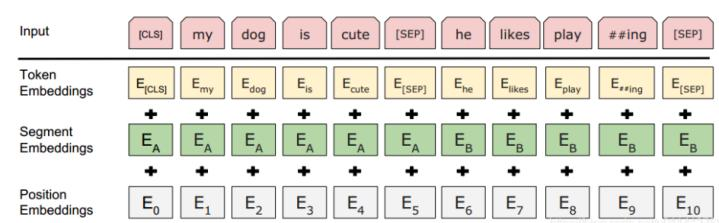 Input [CLS] my dog is cute [SEP] he likes play ##ing [SEP]
Token Embeddings E[CLS] Emy Edog Eis Ecute E[SEP] Ehe Elikes Eplay E##ing E[SEP]
+ + + + + + + + + + +
Segment Embeddings EA EA EA EA EA EA EB EB EB EB EB
+ + + + + + + + + + +
Position Embeddings E0 E1 E2 E3 E4 E5 E6 E7 E8 E9 E10